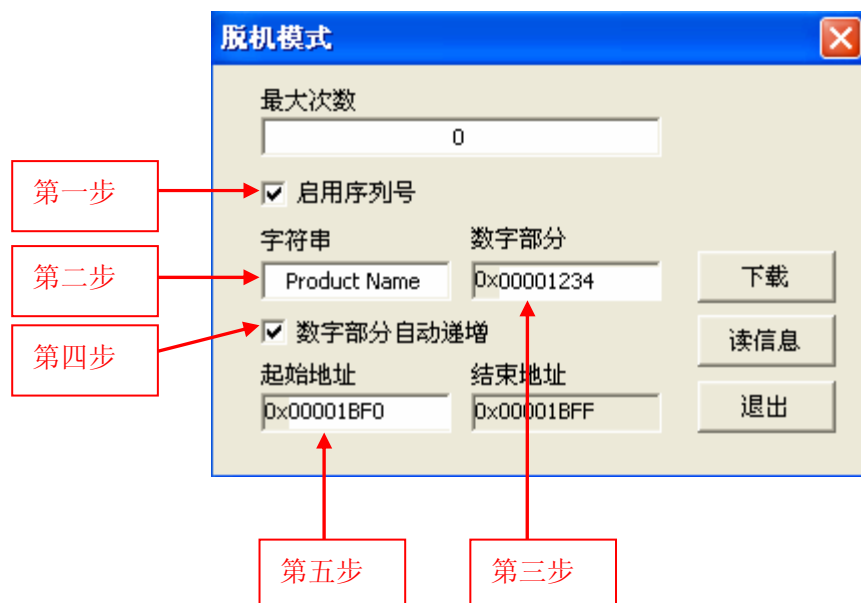 脱机模式
最大次数
0
第一步
启用序列号
字符串
数字部分
第二步
Product Name
0x00001234
下载
第四步
数字部分自动递增
读信息
起始地址
结束地址
0x00001BF0
0x00001BFF
退出
第五步
第三步